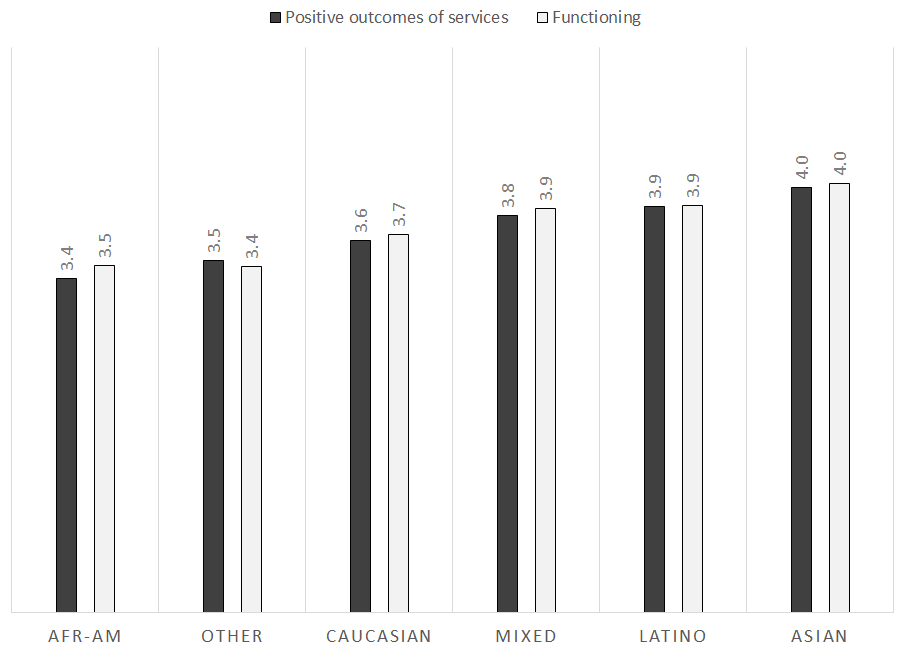 Positive outcomes of services Functioning
3.4 3.5 3.5 3.4 3.6 3.7 3.8 3.9 3.9 3.9 4.0 4.0
AFR-AM OTHER CAUCASIAN MIXED LATINO ASIAN